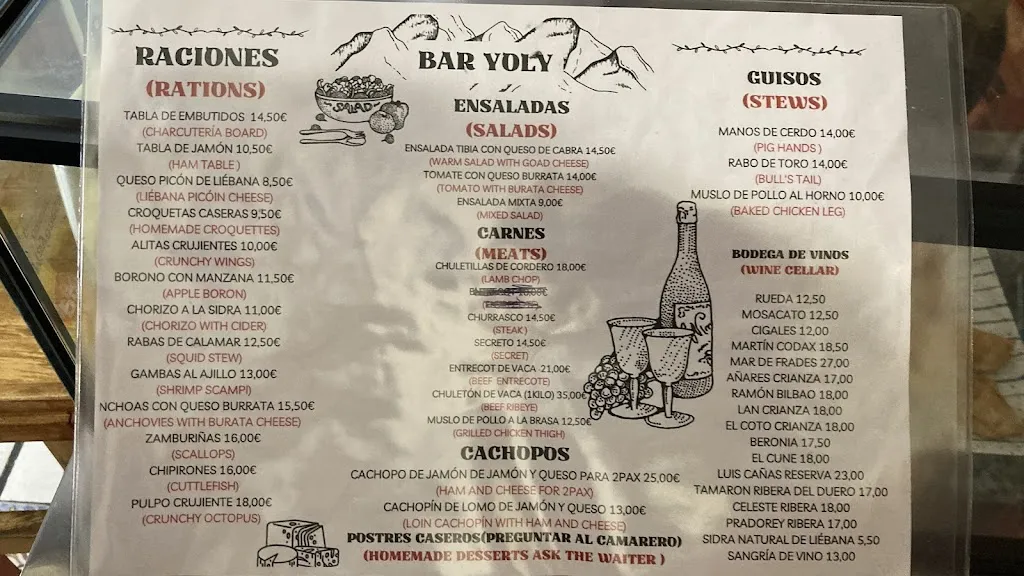 RACIONES
(RATIONS)
TABLA DE EMBUTIDOS 14,50€
(CHARCUTERÍA BOARD)
TABLA DE JAMÓN 10,50€
(HAM TABLE )
QUESO PICÓN DE LIÉBANA 8,50€
(LIÉBANA PICÓIN CHEESE)
CROQUETAS CASERAS 9,50€
(HOMEMADE CROQUETTES)
ALITAS CRUJIENTES 10,00€
(CRUNCHY WINGS)
BORONO CON MANZANA 11,50€
(APPLE BORON)
CHORIZO A LA SIDRA 11,00€
(CHORIZO WITH CIDER)
RABAS DE CALAMAR 12,50€
(SQUID STEW)
GAMBAS AL AJILLO 13,00€
(SHRIMP SCAMPI)
NCHOAS CON QUESO BURRATA 15,50€
(ANCHOVIES WITH BURATA CHEESE)
ZAMBURIÑAS 16,00€
(SCALLOPS)
CHIPIRONES 16,00€
(CUTTLEFISH)
PULPO CRUJIENTE 18,00€
(CRUNCHY OCTOPUS)
BAR YOLY
SALAD
ENSALADAS
(SALADS)
ENSALADA TIBIA CON QUESO DE CABRA 14,50€
(WARM SALAD WITH GOAD CHEESE)
TOMATE CON QUESO BURRATA 14,00€
(TOMATO WITH BURATA CHEESE)
ENSALADA MIXTA 9,00€
(MIXED SALAD)
CARNES
(MEATS)
CHULETILLAS DE CORDERO 18,00€
(LAMB CHOP)
CHURRASCO 14,50€
(STEAK )
SECRETO 14,50€
(SECRET)
ENTRECOT DE VACA 21,00€
(BEEF ENTRECOTE)
CHULETÓN DE VACA (1KILO) 35,00€
(BEEF RIBEYE)
MUSLO DE POLLO A LA BRASA 12,50€
(GRILLED CHICKEN THIGH)
CACHOPOS
CACHOPO DE JAMÓN DE JAMÓN Y QUESO PARA 2PAX 25,00€
(HAM AND CHEESE FOR 2PAX)
CACHOPÍN DE LOMO DE JAMÓN Y QUESO 13,00€
(LOIN CACHOPÍN WITH HAM AND CHEESE)
POSTRES CASEROS(PREGUNTAR AL CAMARERO)
(HOMEMADE DESSERTS ASK THE WAITER )
GUISOS
(STEWS)
MANOS DE CERDO 14,00€
(PIG HANDS )
RABO DE TORO 14,00€
(BULL'S TAIL)
MUSLO DE POLLO AL HORNO 10,00€
(BAKED CHICKEN LEG)
BODEGA DE VINOS
(WINE CELLAR)
RUEDA 12,50
MOSACATO 12,50
CIGALES 12,00
MARTÍN CODAX 18,50
MAR DE FRADES 27,00
AÑARES CRIANZA 17,00
RAMÓN BILBAO 18,00
LAN CRIANZA 18,00
EL COTO CRIANZA 18,00
BERONIA 17,50
EL CUNE 18,00
LUIS CAÑAS RESERVA 23,00
TAMARON RIBERA DEL DUERO 17,00
CELESTE RIBERA 18,00
PRADOREY RIBERA 17,00
SIDRA NATURAL DE LIÉBANA 5,50
SANGRÍA DE VINO 13,00